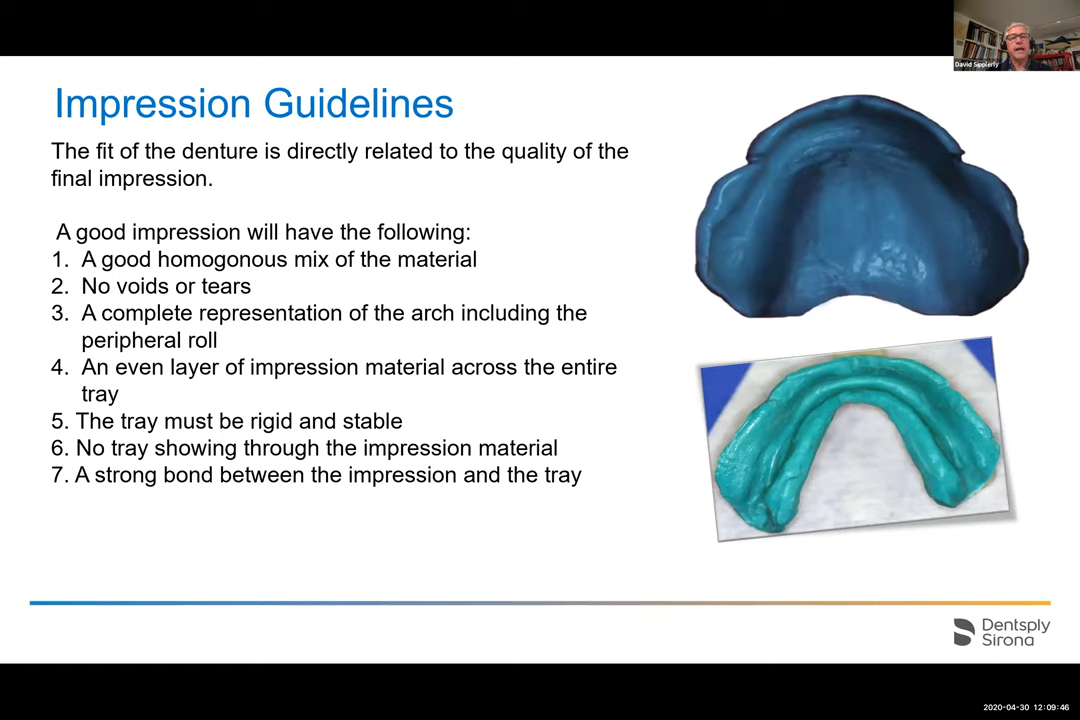 David Sipplerly
Impression Guidelines
The fit of the denture is directly related to the quality of the
final impression.
A good impression will have the following:
1. A good homogonous mix of the material
2. No voids or tears
3. A complete representation of the arch including the
peripheral roll
4. An even layer of impression material across the entire
tray
5. The tray must be rigid and stable
6. No tray showing through the impression material
7. A strong bond between the impression and the tray
Dentsply
Sirona
2020-04-30 12:09:46